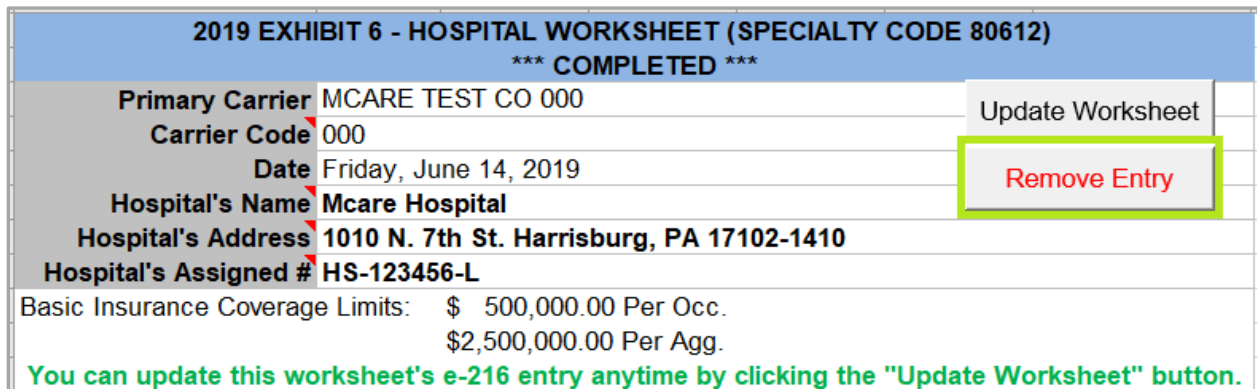 2019 EXHIBIT 6 - HOSPITAL WORKSHEET (SPECIALTY CODE 80612)
*** COMPLETED ***
Primary Carrier MCARE TEST CO 000
Update Worksheet
Carrier Code 000
Date Friday, June 14, 2019
Remove Entry
Hospital's Name Mcare Hospital
Hospital's Address 1010 N. 7th St. Harrisburg, PA 17102-1410
Hospital's Assigned # HS-123456-L
Basic Insurance Coverage Limits: $ 500,000.00 Per Occ.
$2,500,000.00 Per Agg.
You can update this worksheet's e-216 entry anytime by clicking the "Update Worksheet" button.